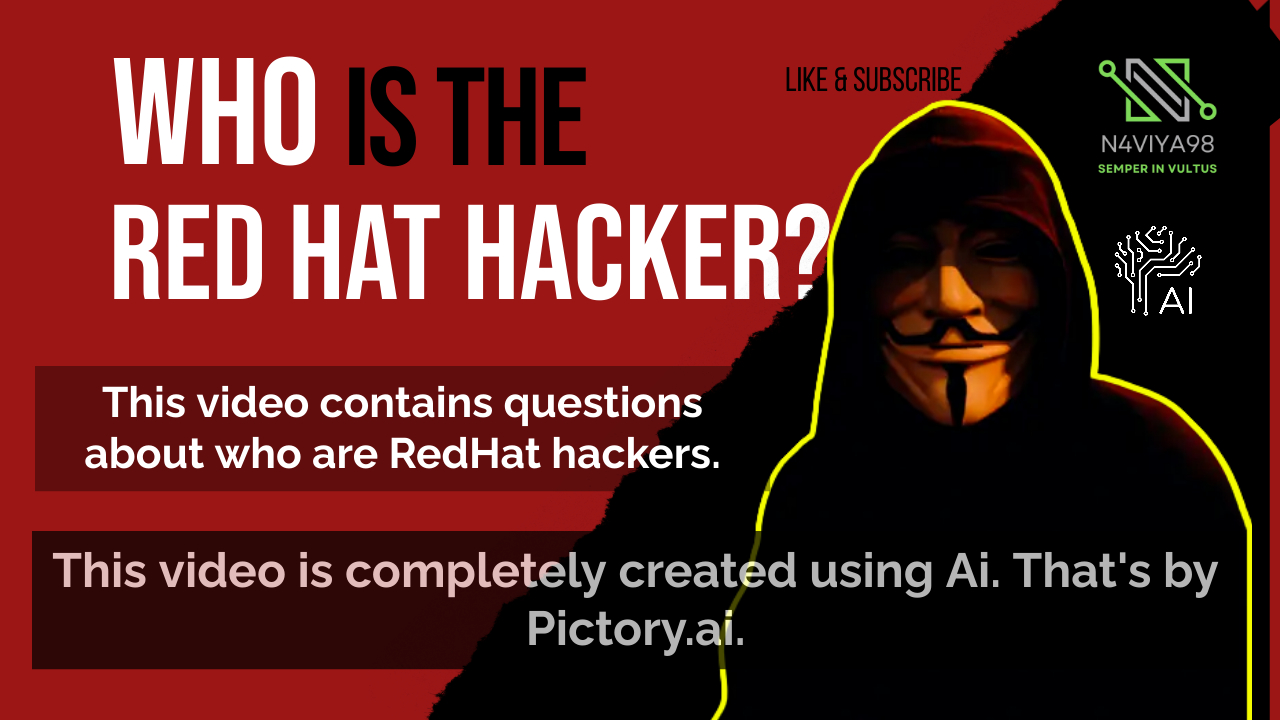 WHO IS THE
RED HAT HACKER?
LIKE & SUBSCRIBE
N4VIYA98
SEMPER IN VULTUS
AI
This video contains questions
about who are RedHat hackers.
This video is completely created using Ai. That's by
Pictory.ai.